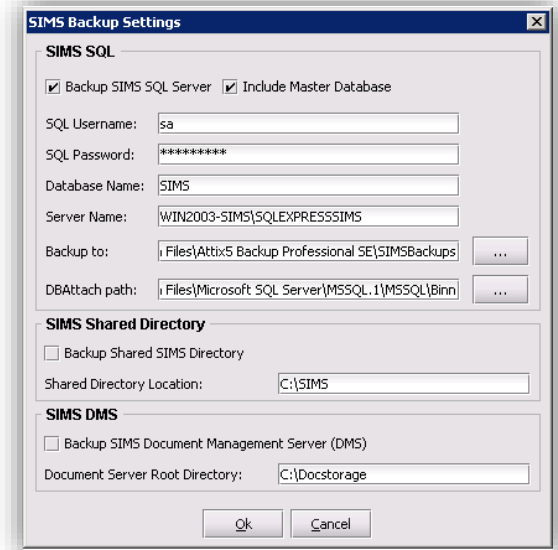 SIMS Backup Settings
SIMS SQL
Backup SIMS SQL Server Include Master Database
SQL Username: sa
SQL Password: *********
Database Name: SIMS
Server Name: WIN2003-SIMS\SQLEXPRESSSIMS
Backup to: Files\Attix5 Backup Professional SE\SIMSBackups ...
DBAttach path: Files\Microsoft SQL Server\MSSQL.1\MSSQL\Binn ...
SIMS Shared Directory
Backup Shared SIMS Directory
Shared Directory Location: C:\SIMS
SIMS DMS
Backup SIMS Document Management Server (DMS)
Document Server Root Directory: C:\Docstorage
Ok Cancel